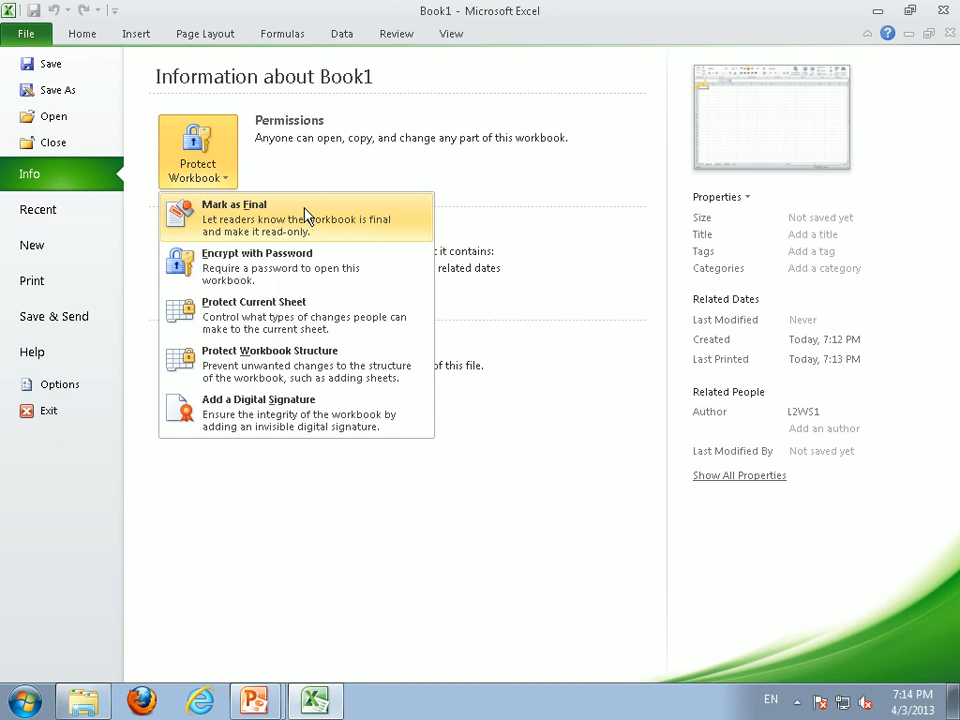 Book1 - Microsoft Excel
File Home Insert Page Layout Formulas Data Review View
Save
Save As
Open
Close
Info
Recent
New
Print
Save & Send
Help
Options
Exit
Information about Book1
Protect
Workbook
Permissions
Anyone can open, copy, and change any part of this workbook.
Mark as Final
Let readers know the workbook is final
and make it read-only.
Encrypt with Password
Require a password to open this
workbook.
Protect Current Sheet
Control what types of changes people can
make to the current sheet.
Protect Workbook Structure
Prevent unwanted changes to the structure
of the workbook, such as adding sheets.
Add a Digital Signature
Ensure the integrity of the workbook by
adding an invisible digital signature.
it contains:
related dates
of this file.
Properties
Size Not saved yet
Title Add a title
Tags Add a tag
Categories Add a category
Related Dates
Last Modified Never
Created Today, 7:12 PM
Last Printed Today, 7:13 PM
Related People
Author L2WS1
Add an author
Last Modified By Not saved yet
Show All Properties
EN
7:14 PM
4/3/2013